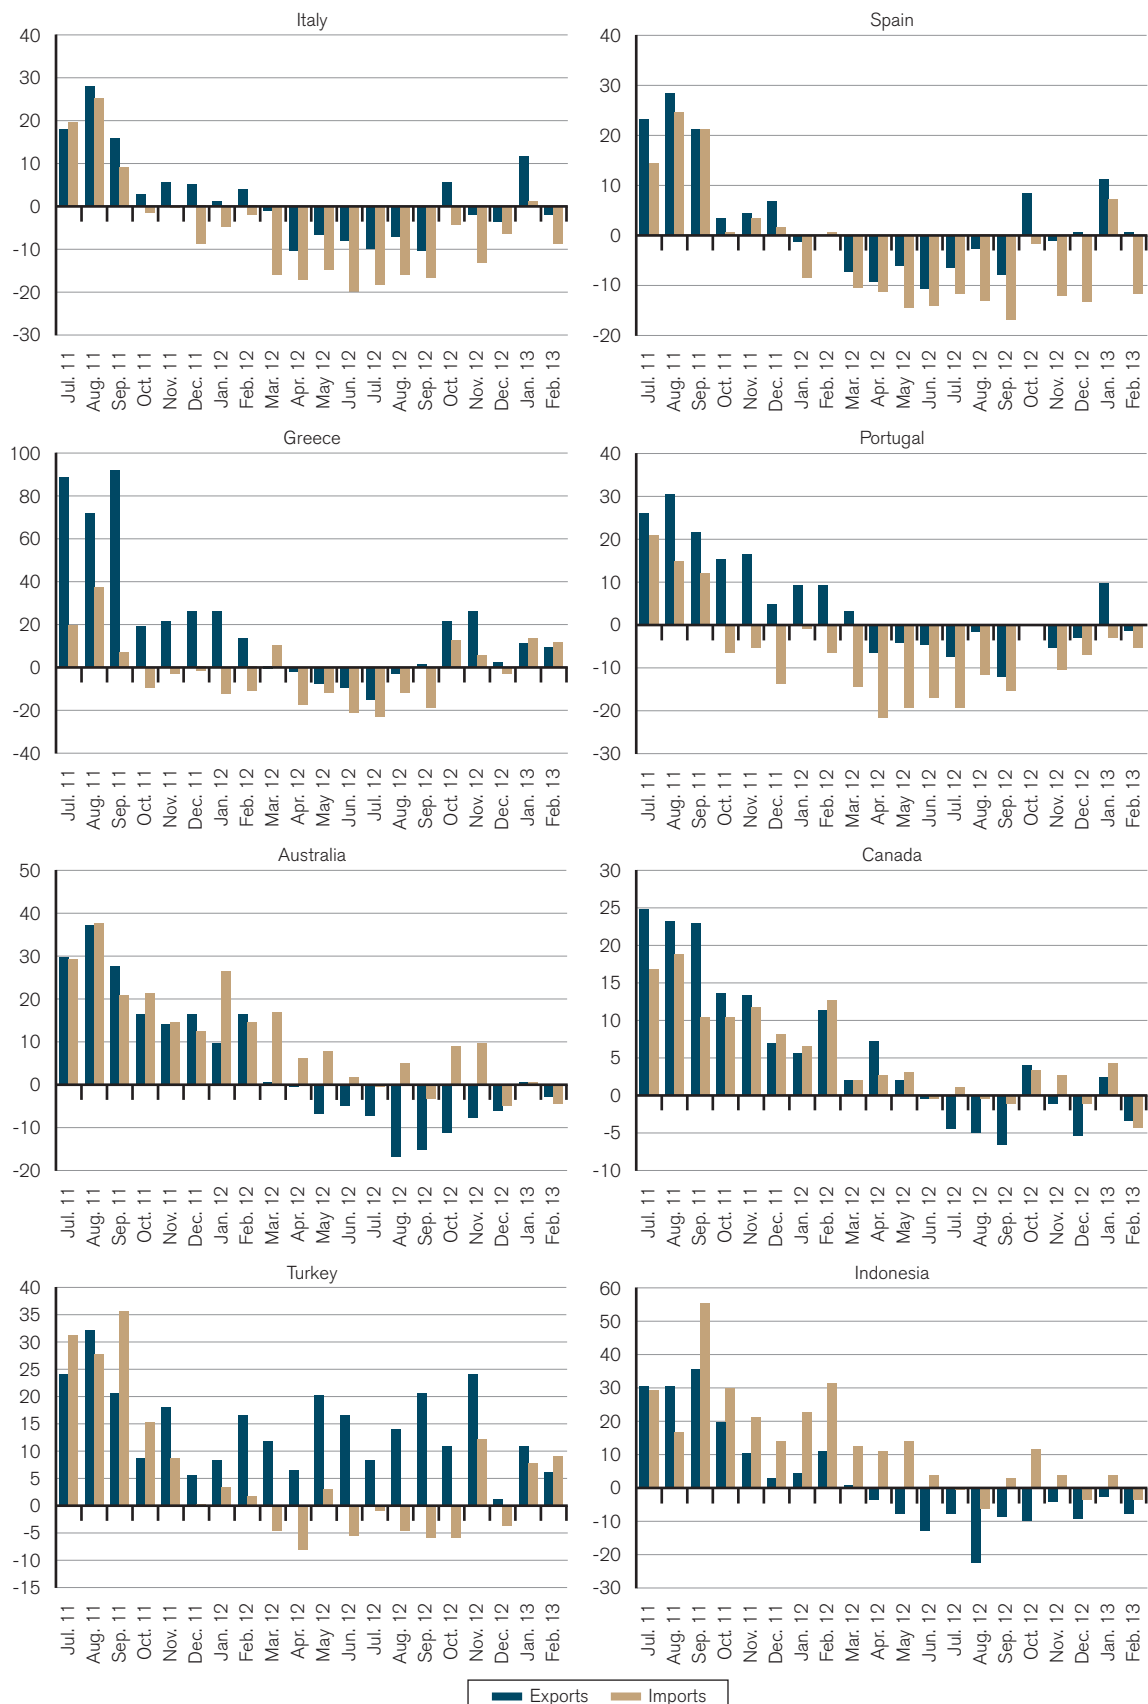 Italy
40
30
20
10
0
-10
-20
-30
Jul. 11
Aug. 11
Sep. 11
Oct. 11
Nov. 11
Dec. 11
Jan. 12
Feb. 12
Mar. 12
Apr. 12
May 12
Jun. 12
Jul. 12
Aug. 12
Sep. 12
Oct. 12
Nov. 12
Dec. 12
Jan. 13
Feb. 13
Spain
40
30
20
10
0
-10
-20
Jul. 11
Aug. 11
Sep. 11
Oct. 11
Nov. 11
Dec. 11
Jan. 12
Feb. 12
Mar. 12
Apr. 12
May 12
Jun. 12
Jul. 12
Aug. 12
Sep. 12
Oct. 12
Nov. 12
Dec. 12
Jan. 13
Feb. 13
Greece
100
80
60
40
20
0
-20
-40
Jul. 11
Aug. 11
Sep. 11
Oct. 11
Nov. 11
Dec. 11
Jan. 12
Feb. 12
Mar. 12
Apr. 12
May 12
Jun. 12
Jul. 12
Aug. 12
Sep. 12
Oct. 12
Nov. 12
Dec. 12
Jan. 13
Feb. 13
Portugal
40
30
20
10
0
-10
-20
-30
Jul. 11
Aug. 11
Sep. 11
Oct. 11
Nov. 11
Dec. 11
Jan. 12
Feb. 12
Mar. 12
Apr. 12
May 12
Jun. 12
Jul. 12
Aug. 12
Sep. 12
Oct. 12
Nov. 12
Dec. 12
Jan. 13
Feb. 13
Australia
50
40
30
20
10
0
-10
-20
Jul. 11
Aug. 11
Sep. 11
Oct. 11
Nov. 11
Dec. 11
Jan. 12
Feb. 12
Mar. 12
Apr. 12
May 12
Jun. 12
Jul. 12
Aug. 12
Sep. 12
Oct. 12
Nov. 12
Dec. 12
Jan. 13
Feb. 13
Canada
30
25
20
15
10
5
0
-5
-10
Jul. 11
Aug. 11
Sep. 11
Oct. 11
Nov. 11
Dec. 11
Jan. 12
Feb. 12
Mar. 12
Apr. 12
May 12
Jun. 12
Jul. 12
Aug. 12
Sep. 12
Oct. 12
Nov. 12
Dec. 12
Jan. 13
Feb. 13
Turkey
40
35
30
25
20
15
10
5
0
-5
-10
-15
Jul. 11
Aug. 11
Sep. 11
Oct. 11
Nov. 11
Dec. 11
Jan. 12
Feb. 12
Mar. 12
Apr. 12
May 12
Jun. 12
Jul. 12
Aug. 12
Sep. 12
Oct. 12
Nov. 12
Dec. 12
Jan. 13
Feb. 13
Indonesia
60
50
40
30
20
10
0
-10
-20
-30
Jul. 11
Aug. 11
Sep. 11
Oct. 11
Nov. 11
Dec. 11
Jan. 12
Feb. 12
Mar. 12
Apr. 12
May 12
Jun. 12
Jul. 12
Aug. 12
Sep. 12
Oct. 12
Nov. 12
Dec. 12
Jan. 13
Feb. 13
Exports Imports